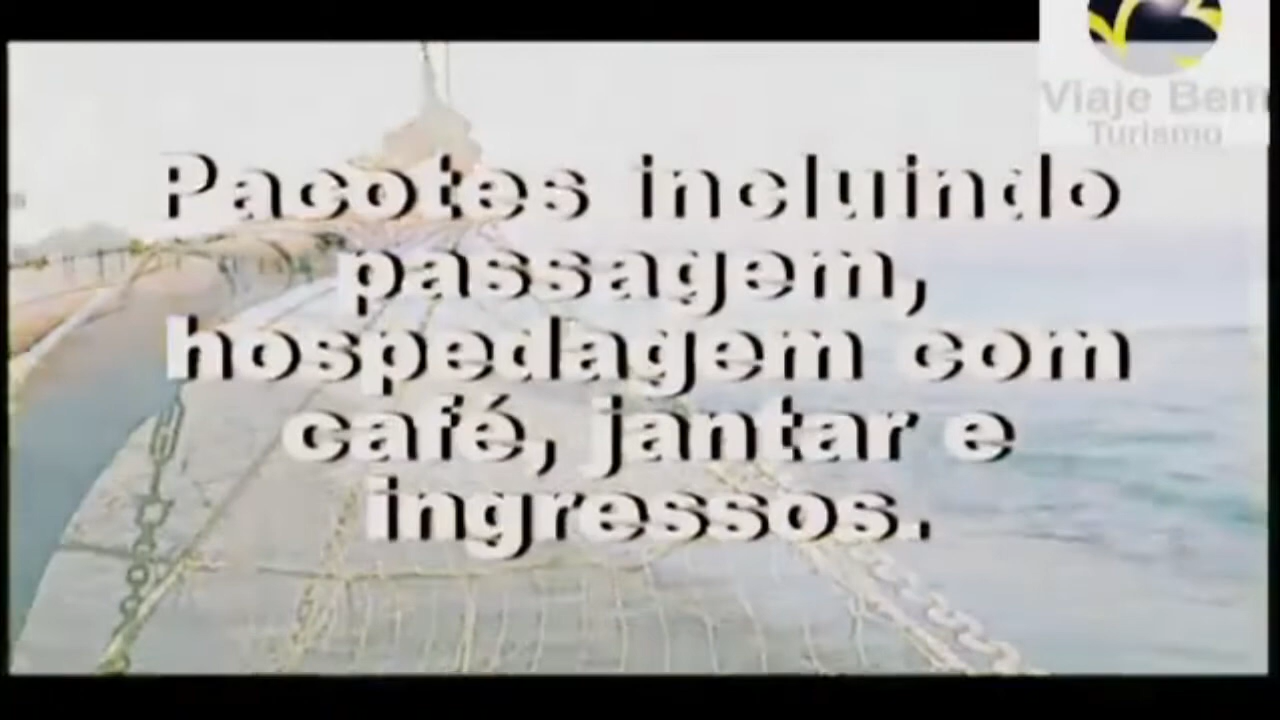 Viaje Bem
Turismo
Pacotes incluindo
passagem,
hospedagem com
café, jantar e
ingressos.